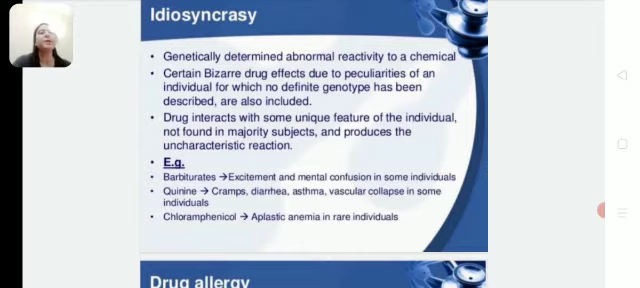 Idiosyncrasy
• Genetically determined abnormal reactivity to a chemical
• Certain Bizarre drug effects due to peculiarities of an
individual for which no definite genotype has been
described, are also included.
• Drug interacts with some unique feature of the individual,
not found in majority subjects, and produces the
uncharacteristic reaction.
• E.g.
• Barbiturates →Excitement and mental confusion in some individuals
• Quinine → Cramps, diarrhea, asthma, vascular collapse in some
individuals
• Chloramphenicol → Aplastic anemia in rare individuals
Drug allergy